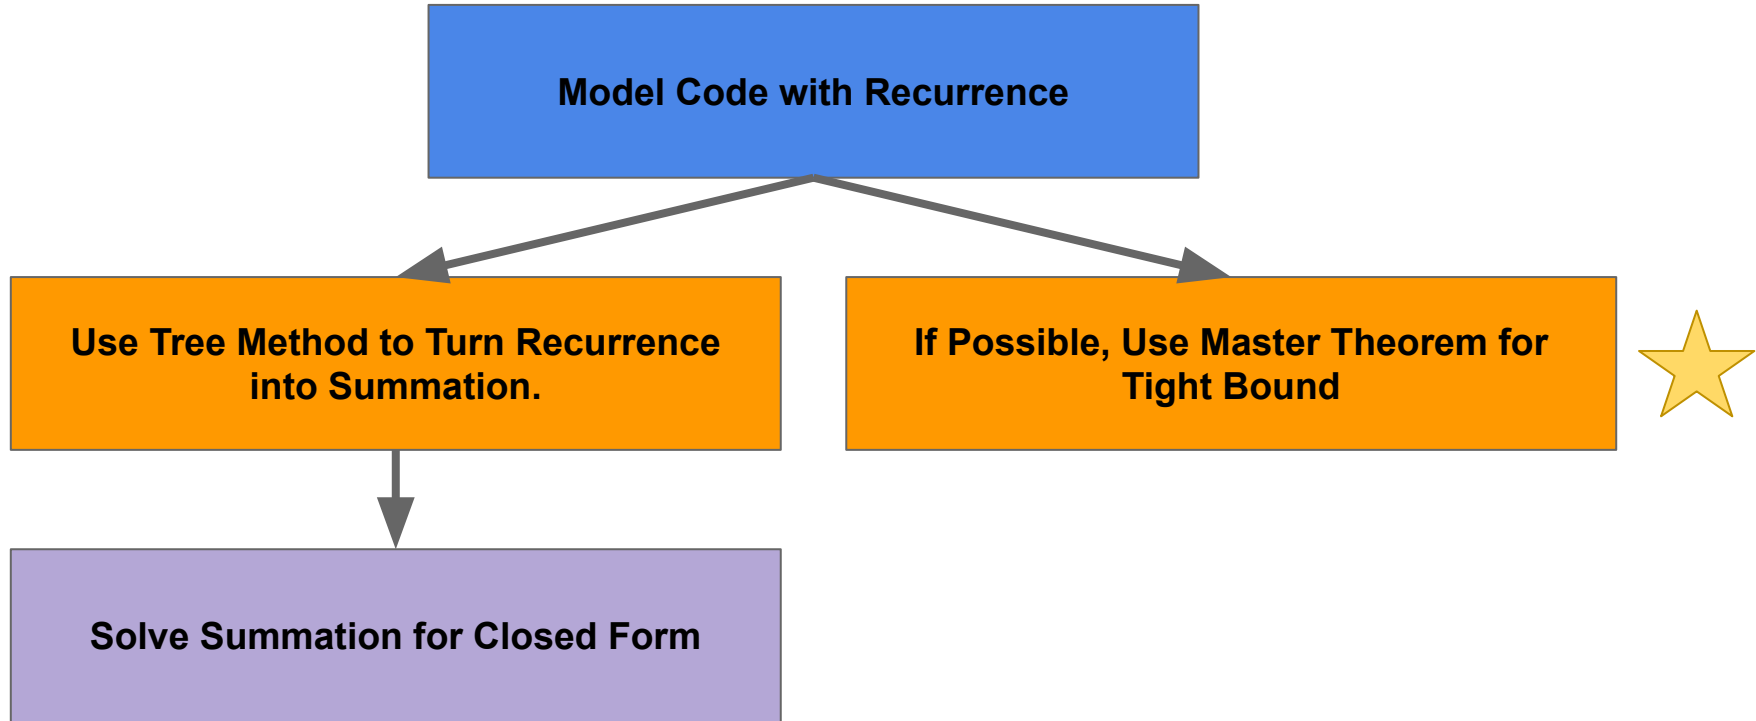 Model Code with Recurrence
Use Tree Method to Turn Recurrence
into Summation.
If Possible, Use Master Theorem for
Tight Bound
Solve Summation for Closed Form